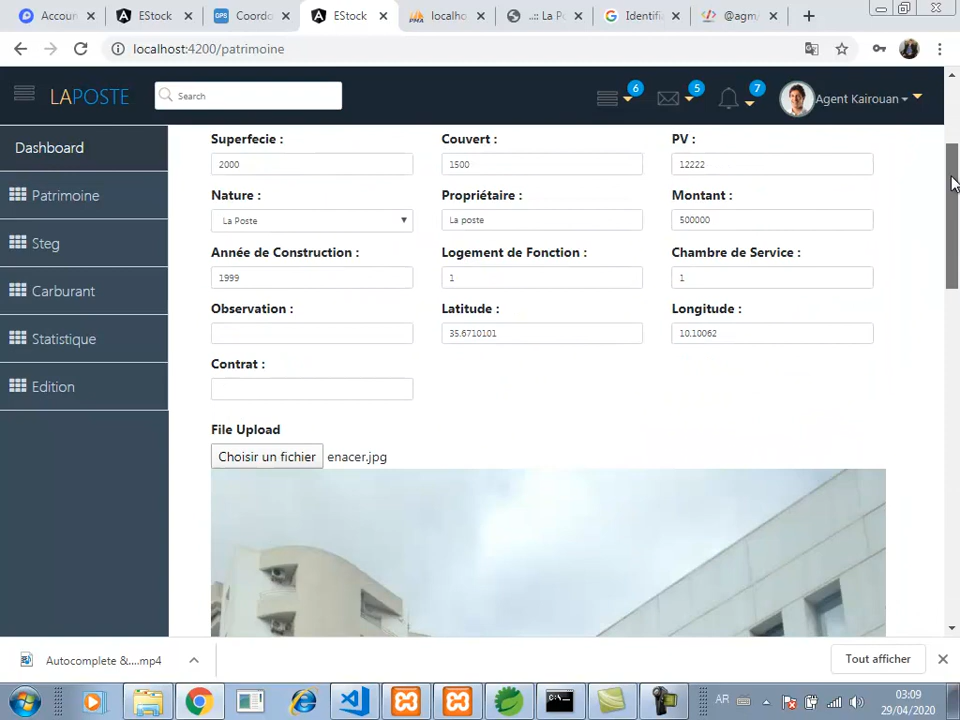 Accoun
EStock
Coordo
EStock
localho
..:: La Po
Identifi
@agm/
localhost:4200/patrimoine
LAPOSTE
Search
6
5
7
Agent Kairouan
Dashboard
Patrimoine
Steg
Carburant
Statistique
Edition
Superfecie :
Couvert :
PV :
2000
1500
12222
Nature :
Propriétaire :
Montant :
La Poste
La poste
500000
Année de Construction :
Logement de Fonction :
Chambre de Service :
1999
1
1
Observation :
Latitude :
Longitude :
35.6710101
10.10062
Contrat :
File Upload
Choisir un fichier
enacer.jpg
Autocomplete &....mp4
Tout afficher
AR
03:09
29/04/2020